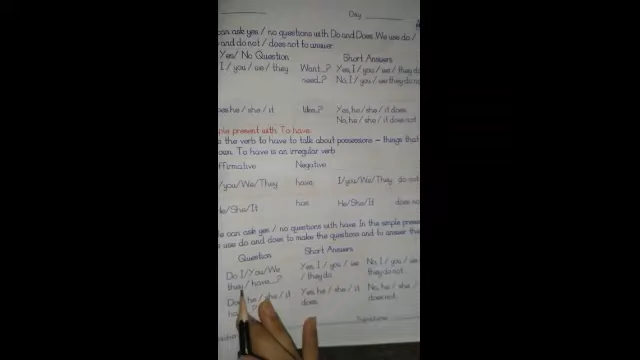 Day
can ask yes / no questions with Do and Does. We use do /
and do not / does not to answer
Yes/ No Question Short Answers
I / you / we / they Want...? Yes, I / you / we / they do
need..? No, I / you / we they do no
he / she / it like..? Yes, he / she / it does
No, he / she / it does not
present with To have
the verb to have to talk about possessions - things that
To have is an irregular verb
Negative
you/We/They have I/you/We/They do not
He/She/It has He/She/It does no
can ask yes / no questions with have. In the simple prese
use do and does to make the questions and to answer the
Question Short Answers
Do I/You/We Yes, I / you / we No, I / you / we
they / have...? / they do. they do not.
he / she / it Yes, he / she / it No, he / she /
does. does not.